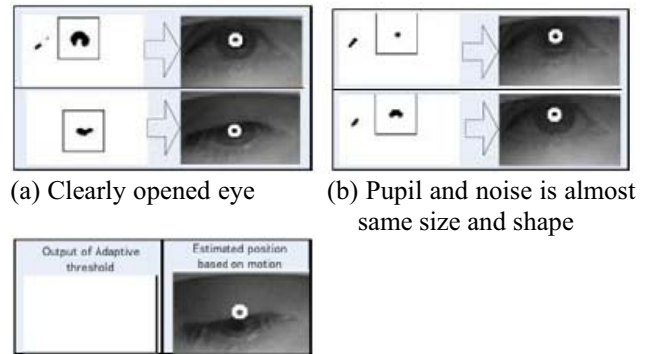 (a) Clearly opened eye
(b) Pupil and noise is almost
same size and shape
Output of Adaptive
threshold
Estimated position
based on motion